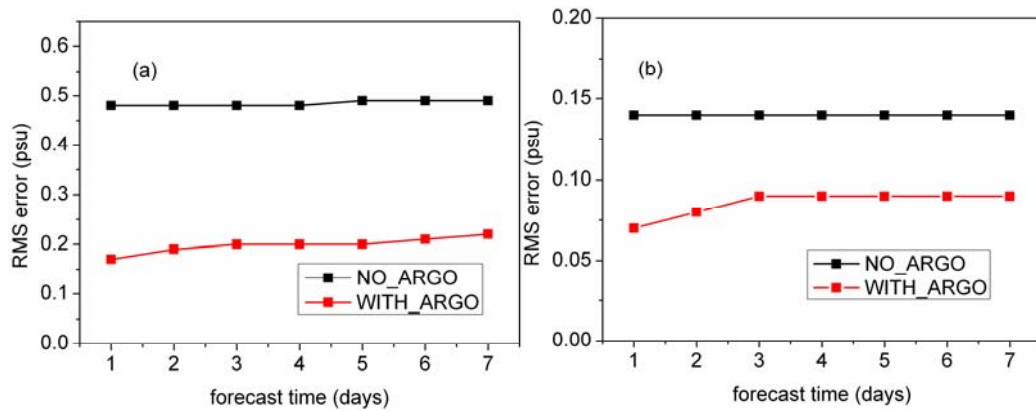 (a)
RMS error (psu)
0.6
0.5
0.4
0.3
0.2
0.1
0.0
NO_ARGO
WITH_ARGO
1 2 3 4 5 6 7
forecast time (days)
(b)
RMS error (psu)
0.20
0.15
0.10
0.05
0.00
NO_ARGO
WITH_ARGO
1 2 3 4 5 6 7
forecast time (days)